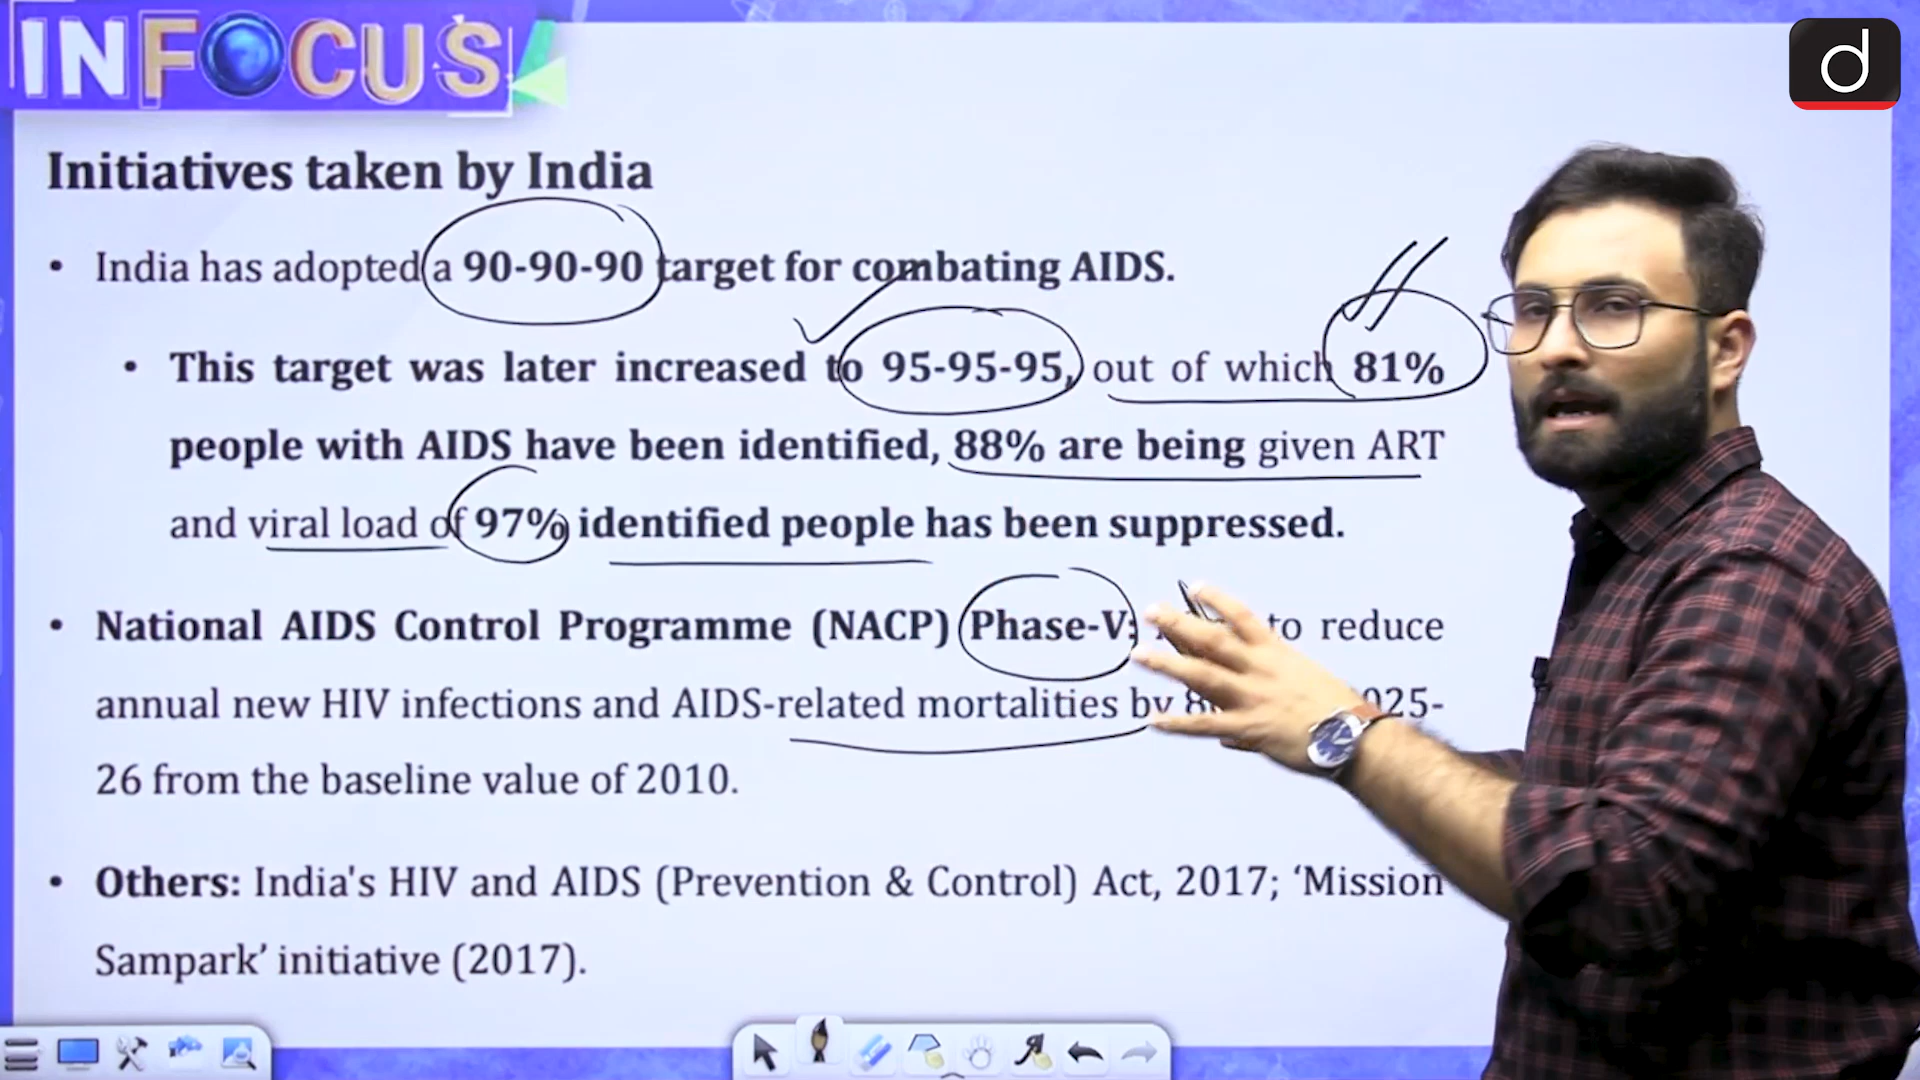 INFOCUS
d
Initiatives taken by India
• India has adopted a 90-90-90 target for combating AIDS.
• This target was later increased to 95-95-95, out of which 81%
people with AIDS have been identified, 88% are being given ART
and viral load of 97% identified people has been suppressed.
• National AIDS Control Programme (NACP) Phase-V: to reduce
annual new HIV infections and AIDS-related mortalities by 025-
26 from the baseline value of 2010.
• Others: India's HIV and AIDS (Prevention & Control) Act, 2017; ‘Mission
Sampark’ initiative (2017).